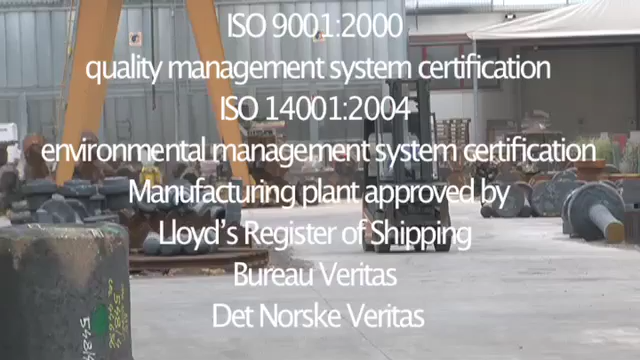 ISO 9001:2000
quality management system certification
ISO 14001:2004
environmental management system certification
Manufacturing plant approved by
Lloyd's Register of Shipping
Bureau Veritas
Det Norske Veritas